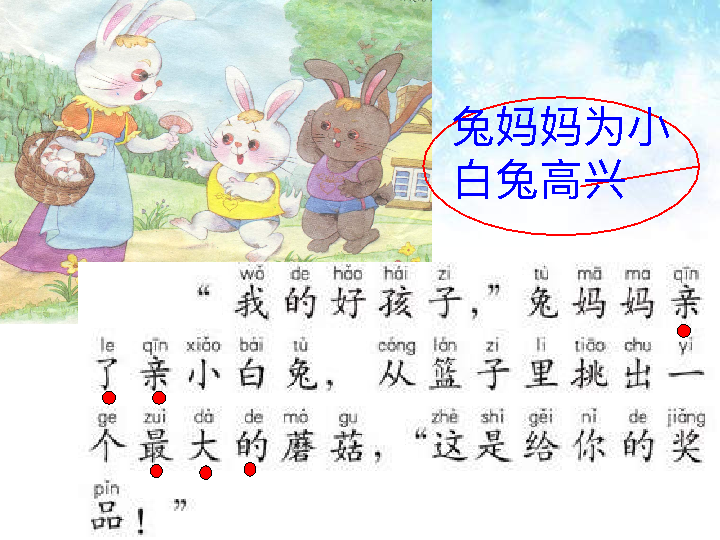 兔妈妈为小
白兔高兴
wǒ de hǎo hái zi tù mā ma qīn
“我的好孩子，”兔妈妈亲
le qīn xiǎo bái tù cóng lán zi li tiāo chu yí
了亲小白兔，从篮子里挑出一
ge zuì dà de mó gu zhè shì gěi nǐ de jiǎng
个最大的蘑菇，“这是给你的奖
pǐn
品！”